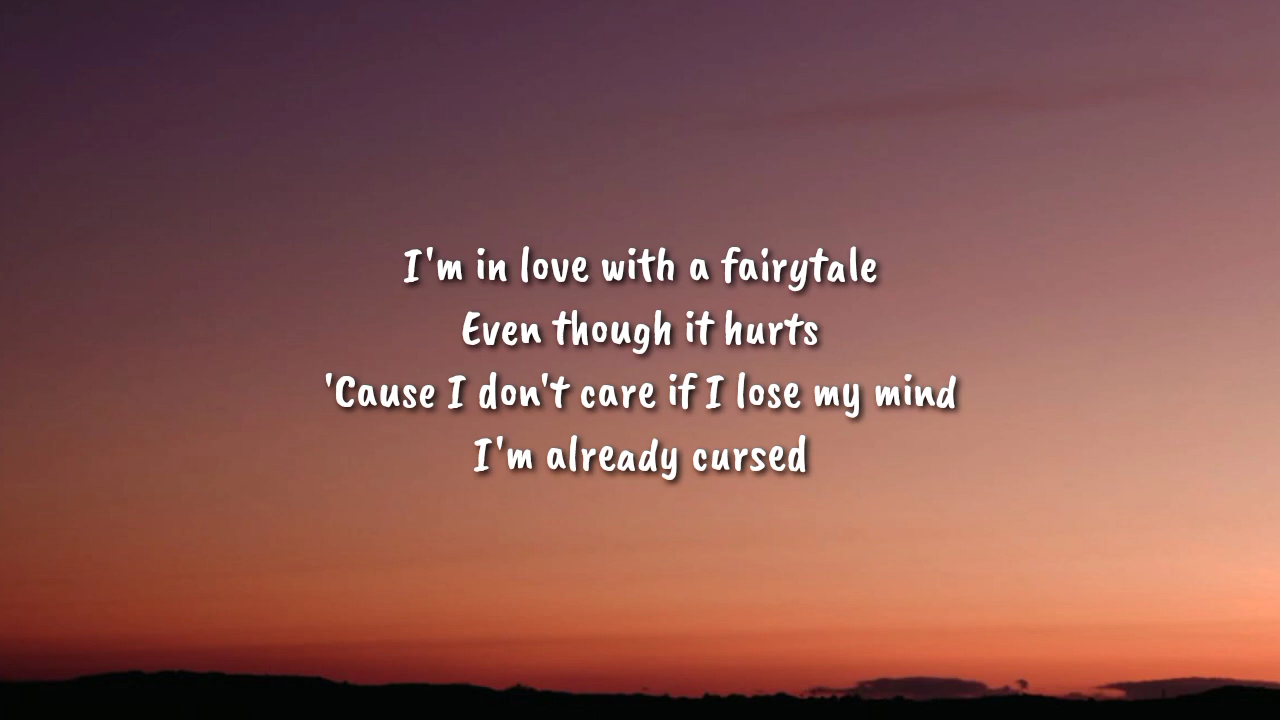 I'm in love with a fairytale
Even though it hurts
'Cause I don't care if I lose my mind
I'm already cursed